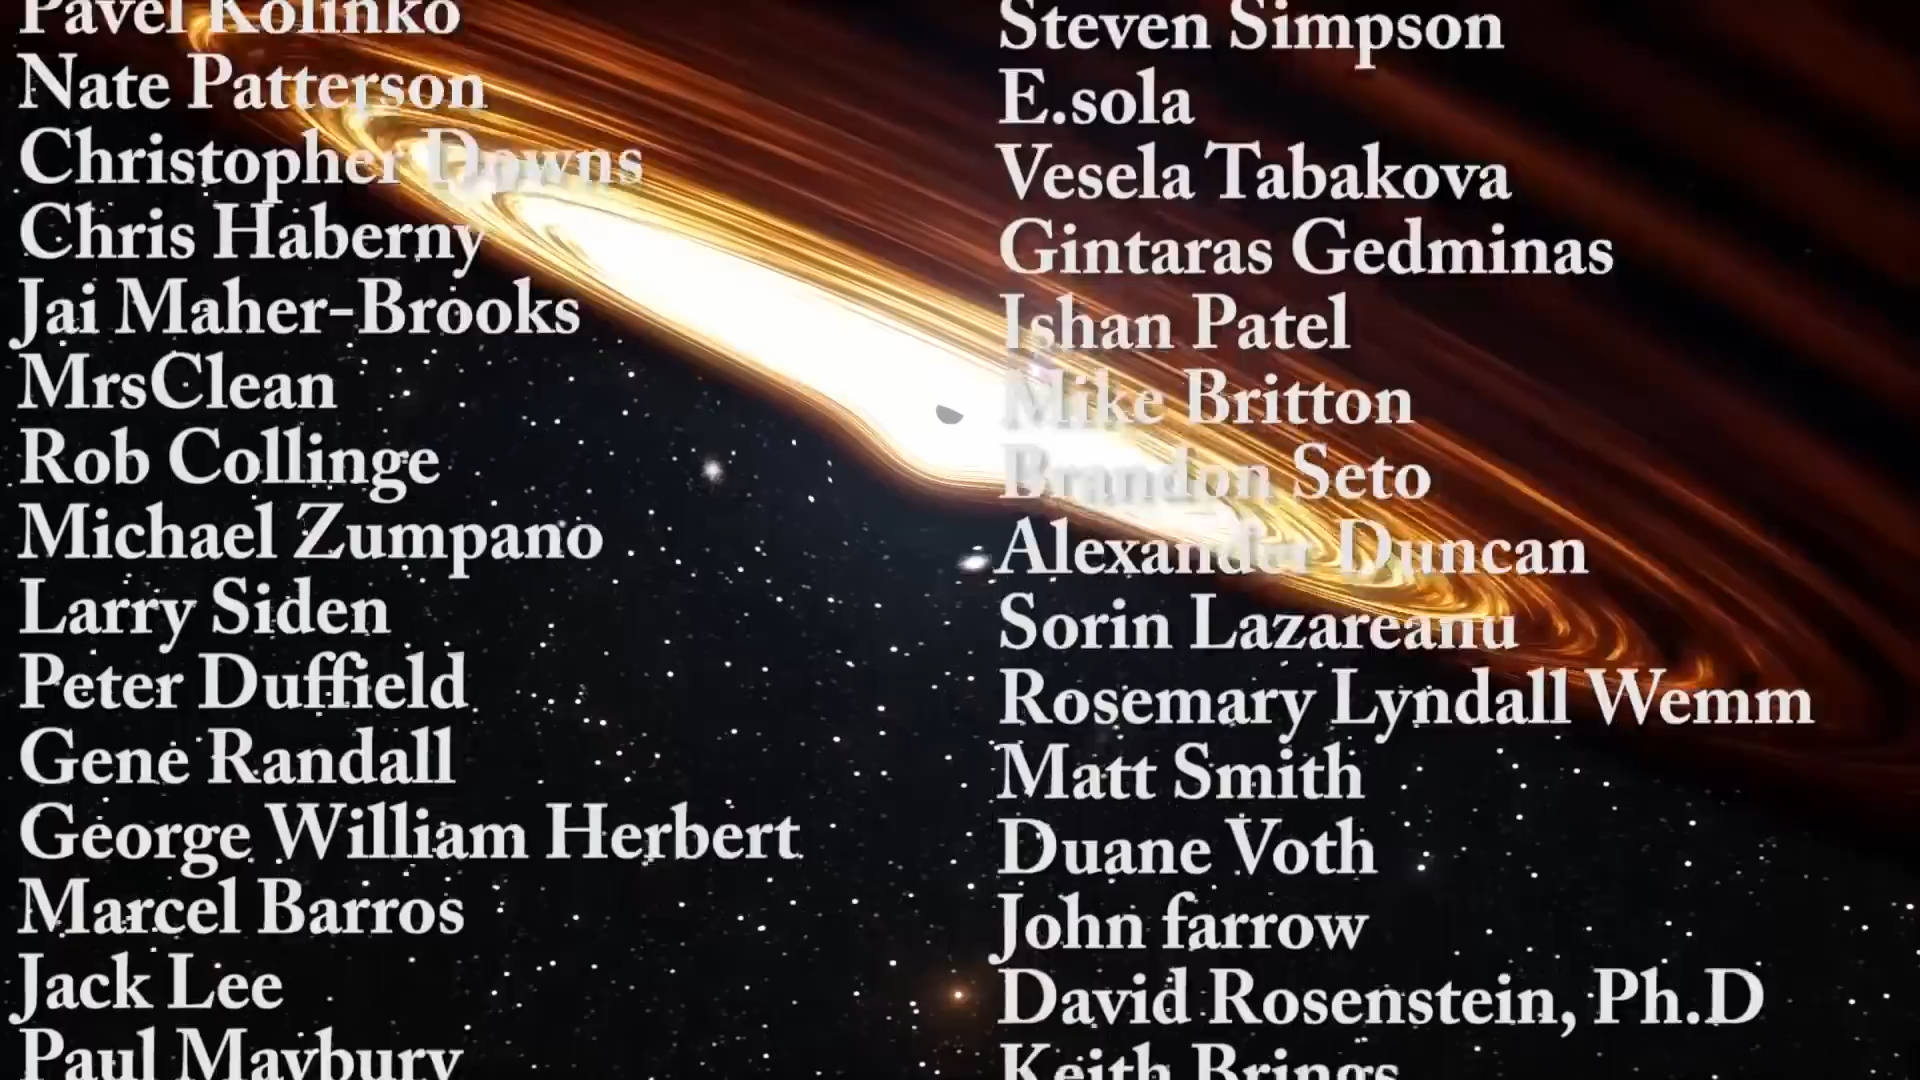 Pavel Kolinko
Nate Patterson
Christopher Downs
Chris Haberny
Jai Maher-Brooks
MrsClean
Rob Collinge
Michael Zumpano
Larry Siden
Peter Duffield
Gene Randall
George William Herbert
Marcel Barros
Jack Lee
Paul Maybury
Steven Simpson
E.sola
Vesela Tabakova
Gintaras Gedminas
Ishan Patel
Mike Britton
Brandon Seto
Alexander Duncan
Sorin Lazareanu
Rosemary Lyndall Wemm
Matt Smith
Duane Voth
John farrow
David Rosenstein, Ph.D
Keith Brings